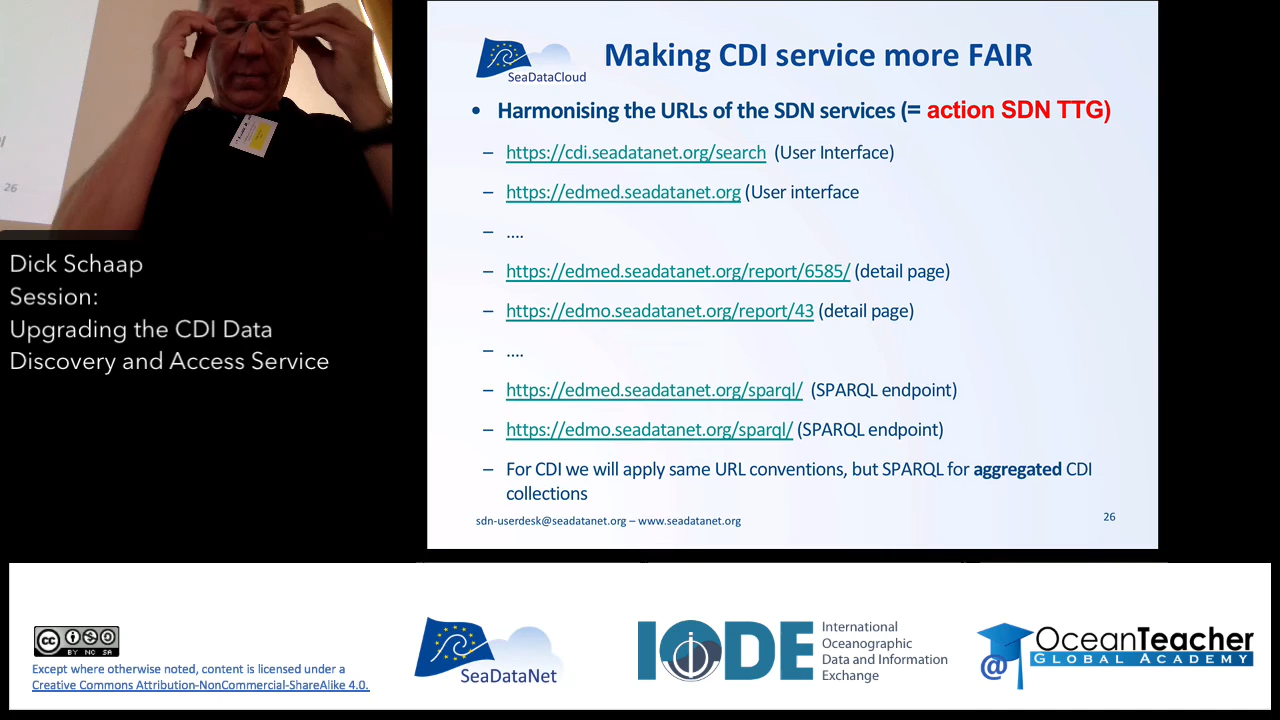 26
Dick Schaap
Session:
Upgrading the CDI Data
Discovery and Access Service
SeaDataCloud
Making CDI service more FAIR
• Harmonising the URLs of the SDN services (= action SDN TTG)
– https://cdi.seadatanet.org/search (User Interface)
– https://edmed.seadatanet.org (User interface
– ....
– https://edmed.seadatanet.org/report/6585/ (detail page)
– https://edmo.seadatanet.org/report/43 (detail page)
– ....
– https://edmed.seadatanet.org/sparql/ (SPARQL endpoint)
– https://edmo.seadatanet.org/sparql/ (SPARQL endpoint)
– For CDI we will apply same URL conventions, but SPARQL for aggregated CDI
collections
sdn-userdesk@seadatanet.org – www.seadatanet.org
26
cc
BY NC SA
Except where otherwise noted, content is licensed under a
Creative Commons Attribution-NonCommercial-ShareAlike 4.0.
SeaDataNet
IODE
International
Oceanographic
Data and Information
Exchange
@
OceanTeacher
GLOBAL ACADEMY